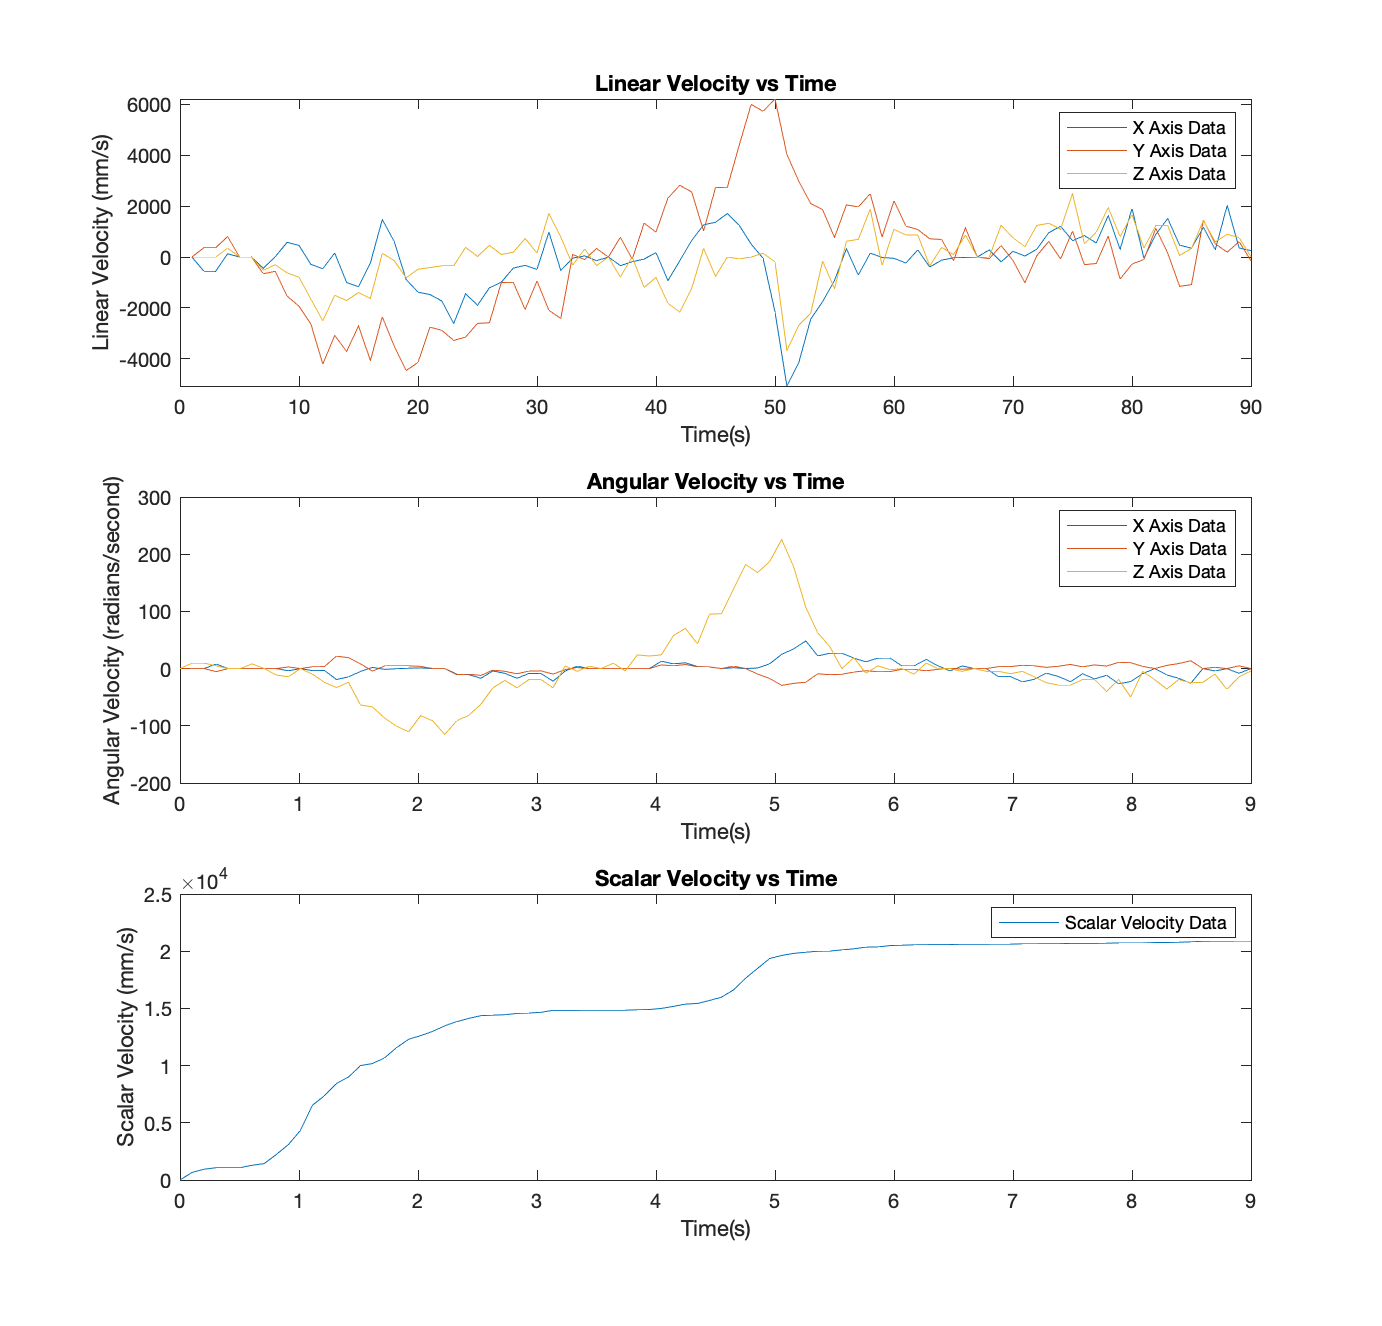 Linear Velocity vs Time
6000
4000
2000
0
-2000
-4000
Linear Velocity (mm/s)
X Axis Data
Y Axis Data
Z Axis Data
0 10 20 30 40 50 60 70 80 90
Time(s)
Angular Velocity vs Time
300
200
100
0
-100
-200
Angular Velocity (radians/second)
X Axis Data
Y Axis Data
Z Axis Data
0 1 2 3 4 5 6 7 8 9
Time(s)
Scalar Velocity vs Time
×10^4
2.5
2
1.5
1
0.5
0
Scalar Velocity (mm/s)
Scalar Velocity Data
0 1 2 3 4 5 6 7 8 9
Time(s)